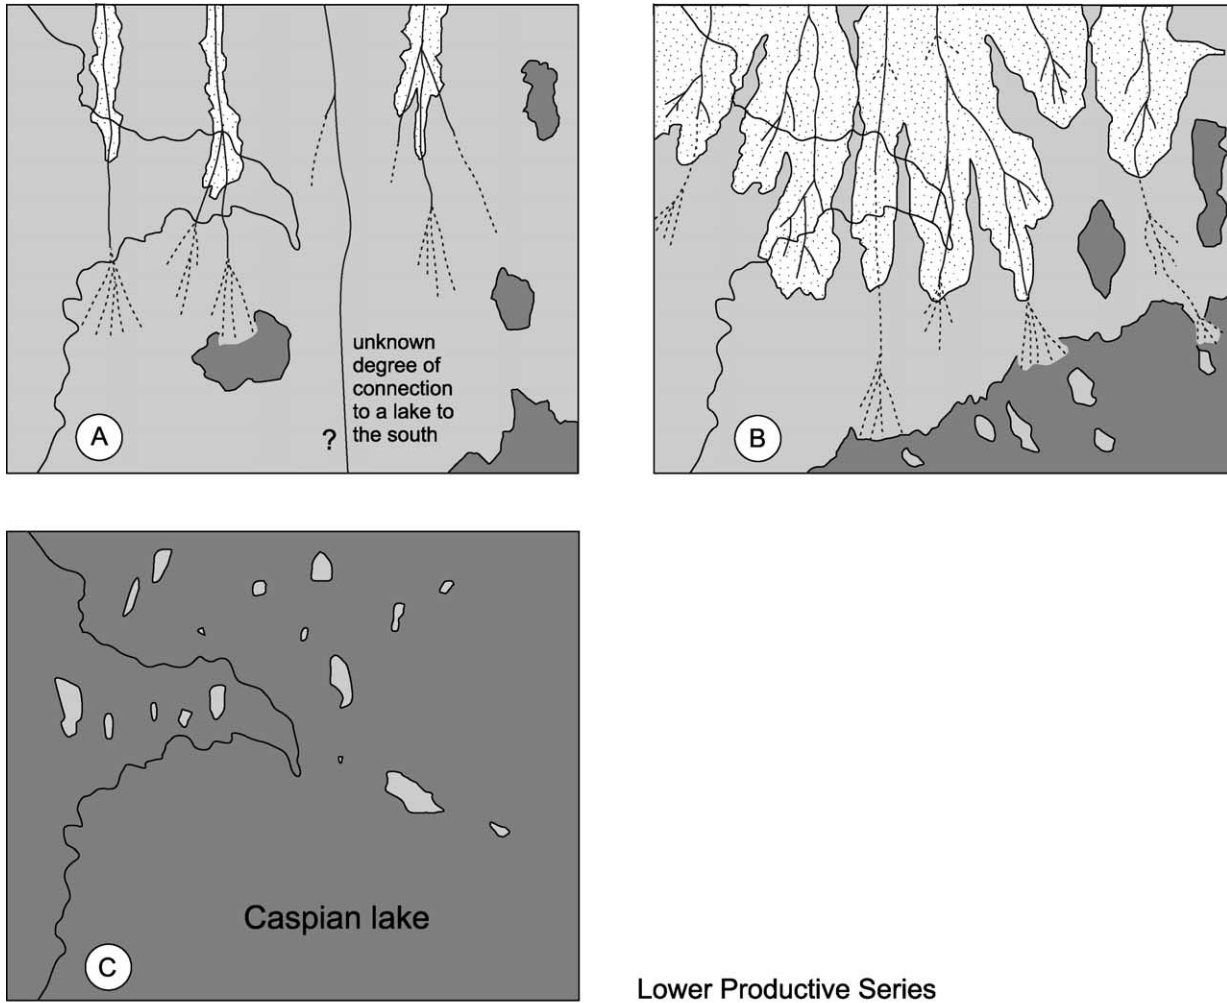 unknown
degree of
connection
to a lake to
the south
?
A
B
Caspian lake
C
Lower Productive Series